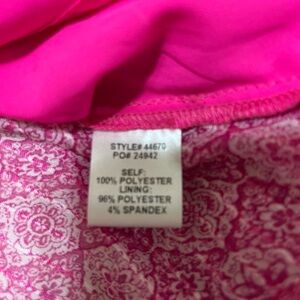 STYLE# 44670
PO# 24942
SELF:
100% POLYESTER
LINING:
96% POLYESTER
4% SPANDEX